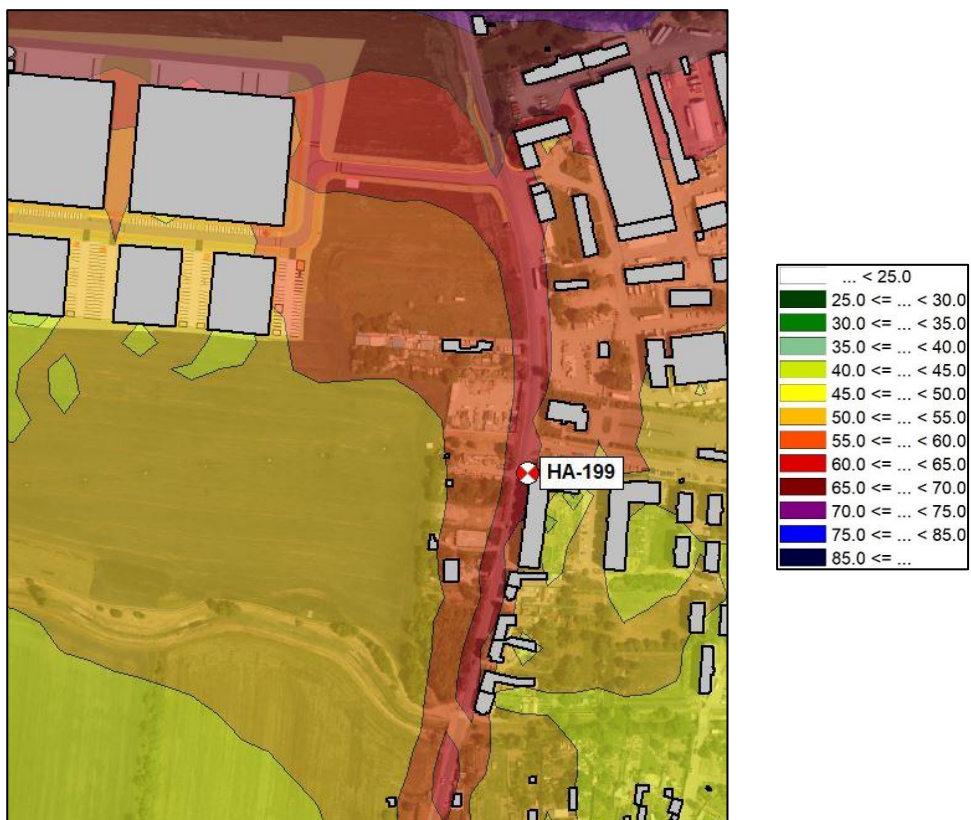 HA-199
... < 25.0
25.0 <= ... < 30.0
30.0 <= ... < 35.0
35.0 <= ... < 40.0
40.0 <= ... < 45.0
45.0 <= ... < 50.0
50.0 <= ... < 55.0
55.0 <= ... < 60.0
60.0 <= ... < 65.0
65.0 <= ... < 70.0
70.0 <= ... < 75.0
75.0 <= ... < 85.0
85.0 <= ...